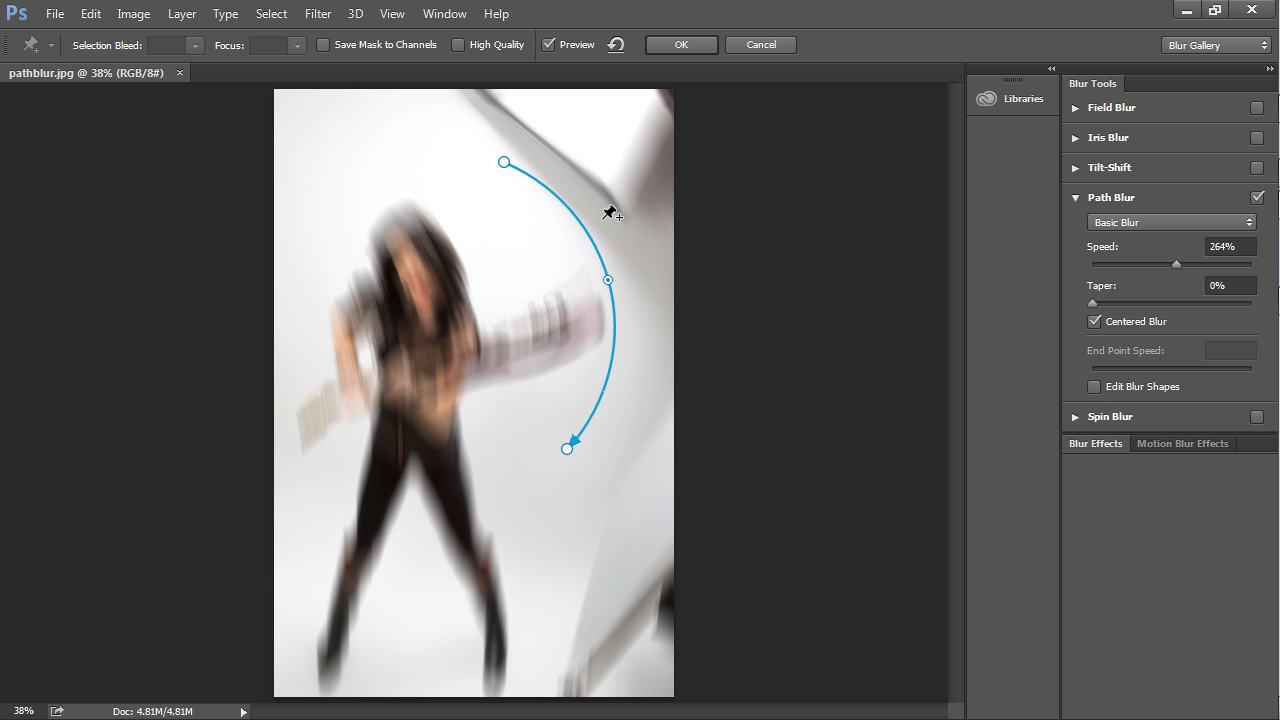 Ps File Edit Image Layer Type Select Filter 3D View Window Help
Selection Bleed: Focus: Save Mask to Channels High Quality Preview OK Cancel Blur Gallery
pathblur.jpg @ 38% (RGB/8#) ×
Libraries
Blur Tools
Field Blur
Iris Blur
Tilt-Shift
Path Blur
Basic Blur
Speed: 264%
Taper: 0%
Centered Blur
End Point Speed:
Edit Blur Shapes
Spin Blur
Blur Effects Motion Blur Effects
38% Doc: 4.81M/4.81M